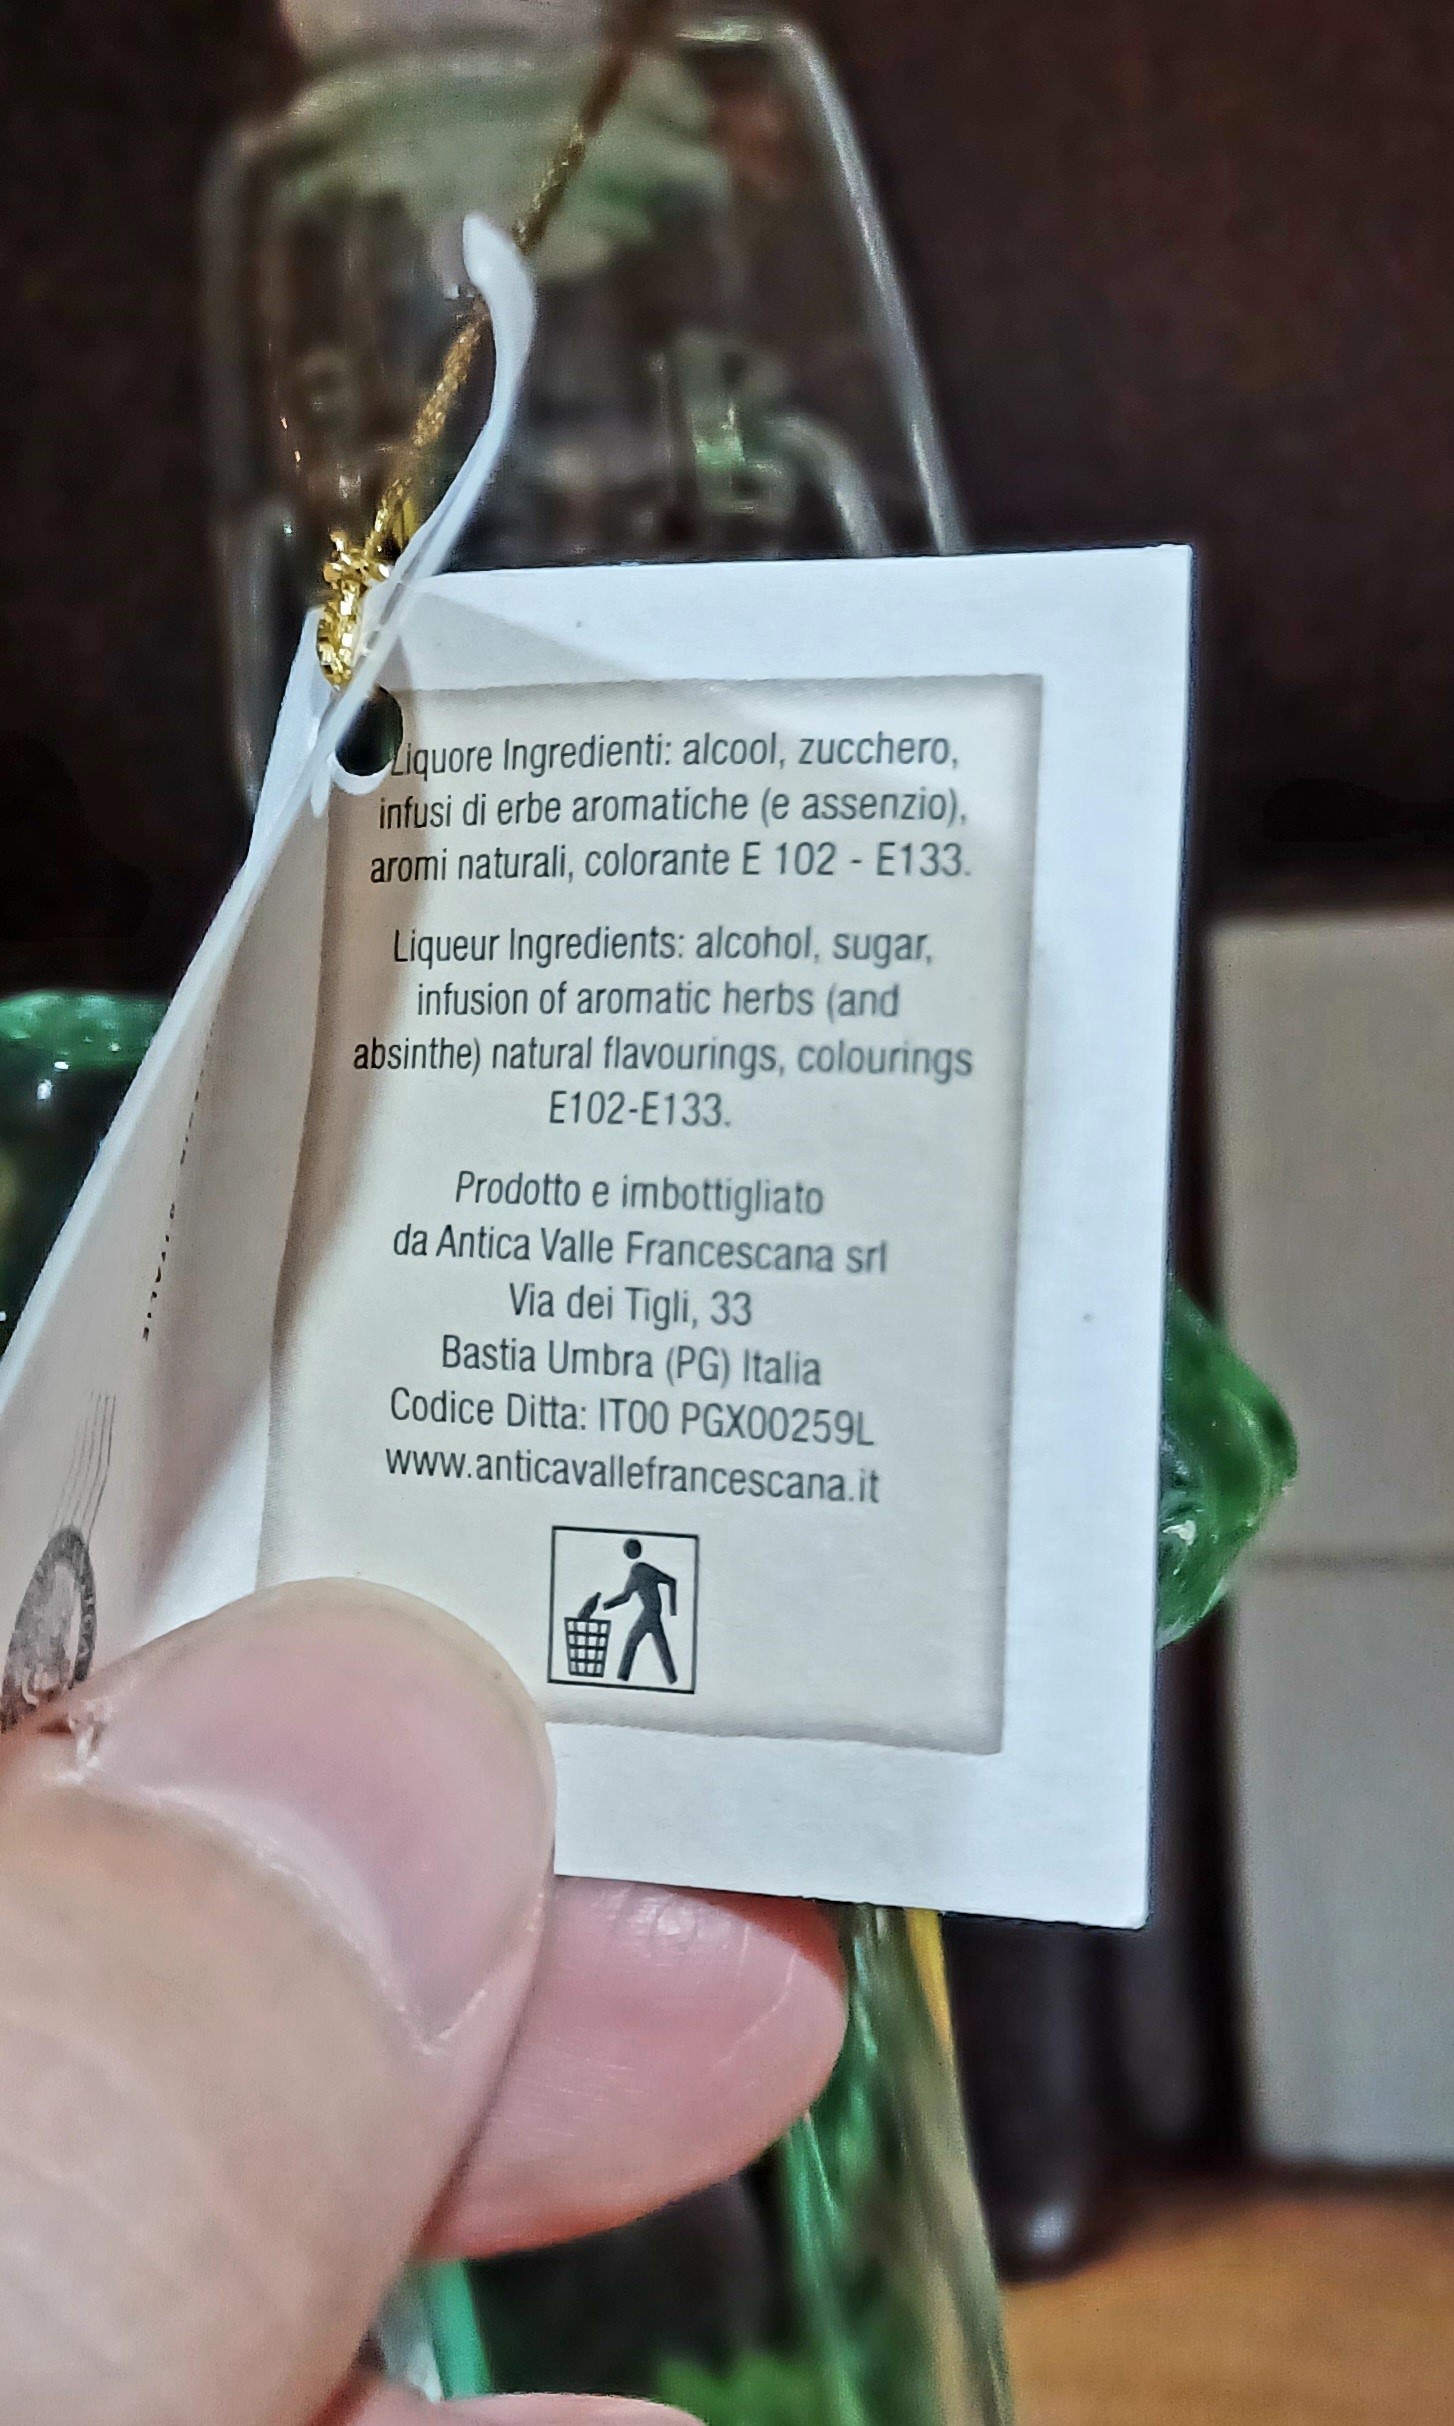 Liquore Ingredienti: alcool, zucchero,
infusi di erbe aromatiche (e assenzio),
aromi naturali, colorante E 102 - E133.
Liqueur Ingredients: alcohol, sugar,
infusion of aromatic herbs (and
absinthe) natural flavourings, colourings
E102-E133.
Prodotto e imbottigliato
da Antica Valle Francescana srl
Via dei Tigli, 33
Bastia Umbra (PG) Italia
Codice Ditta: IT00 PGX00259L
www.anticavallefrancescana.it